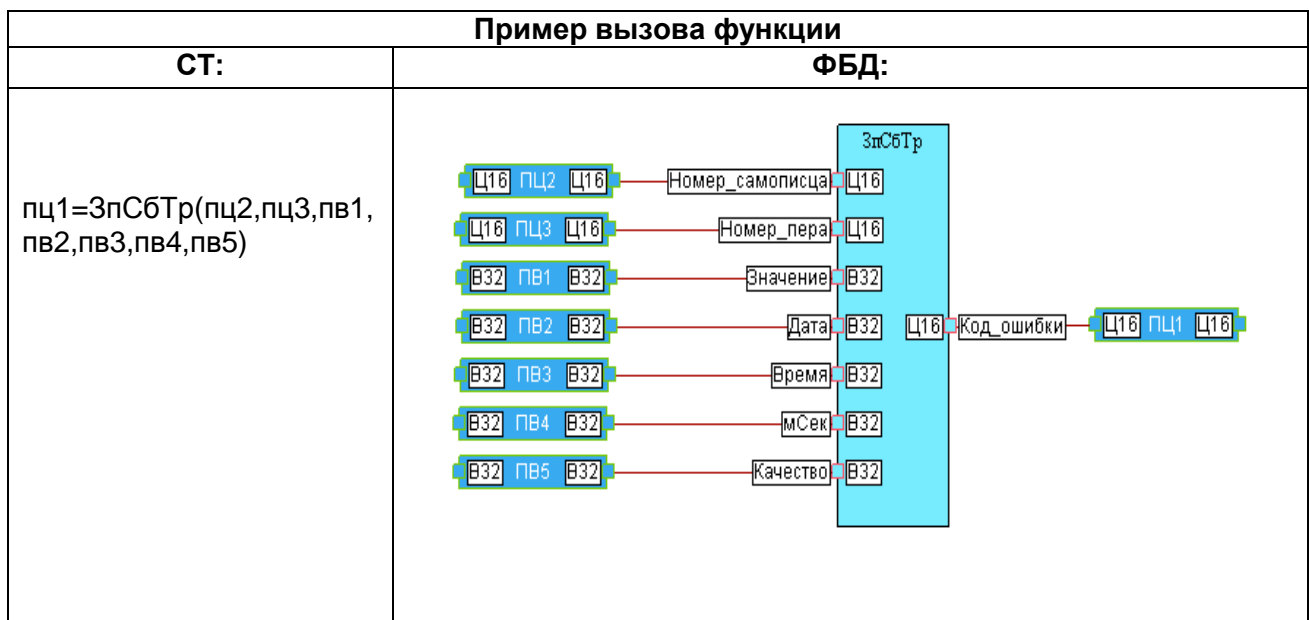 Пример вызова функции
СТ: ФБД:
пц1=ЗпСбТр(пц2,пц3,пв1,
пв2,пв3,пв4,пв5)
ЗпСбТр
Ц16 ПЦ2 Ц16 Номер_самописца Ц16
Ц16 ПЦ3 Ц16 Номер_пера Ц16
В32 ПВ1 В32 Значение В32
В32 ПВ2 В32 Дата В32 Ц16 Код_ошибки Ц16 ПЦ1 Ц16
В32 ПВ3 В32 Время В32
В32 ПВ4 В32 мСек В32
В32 ПВ5 В32 Качество В32